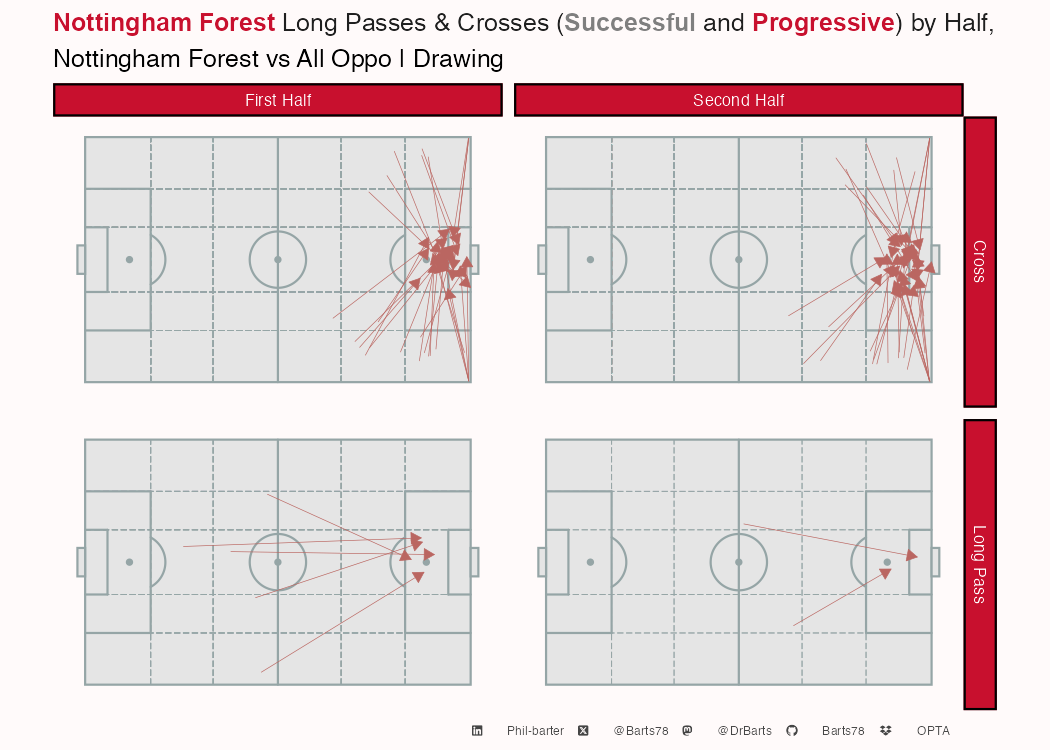 Nottingham Forest Long Passes & Crosses (Successful and Progressive) by Half,
Nottingham Forest vs All Oppo | Drawing
First Half
Second Half
Cross
Long Pass
Phil-barter @Barts78 @DrBarts Barts78 OPTA